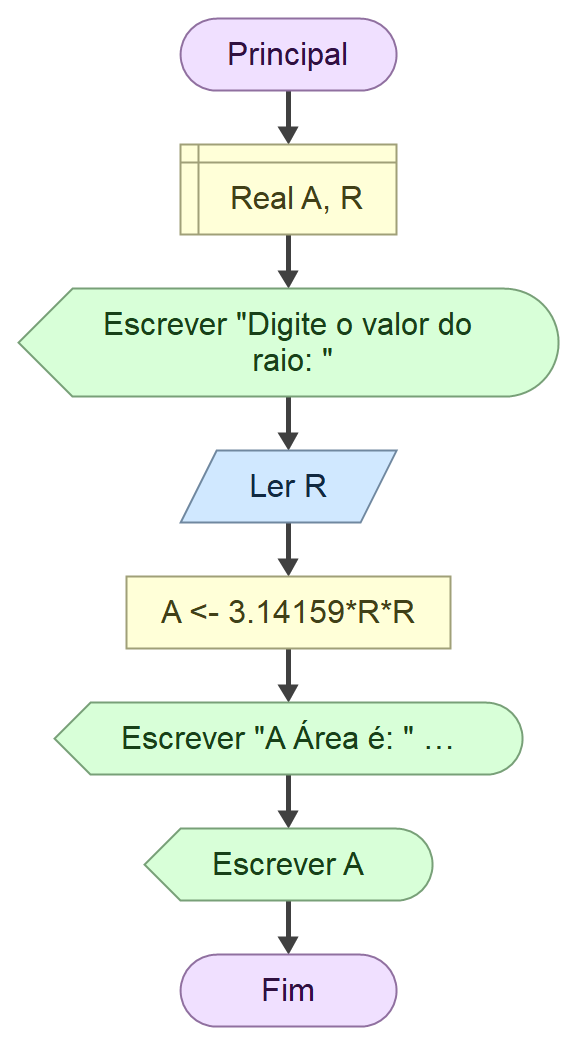 Principal
Real A, R
Escrever "Digite o valor do
raio: "
Ler R
A <- 3.14159*R*R
Escrever "A Área é: " …
Escrever A
Fim